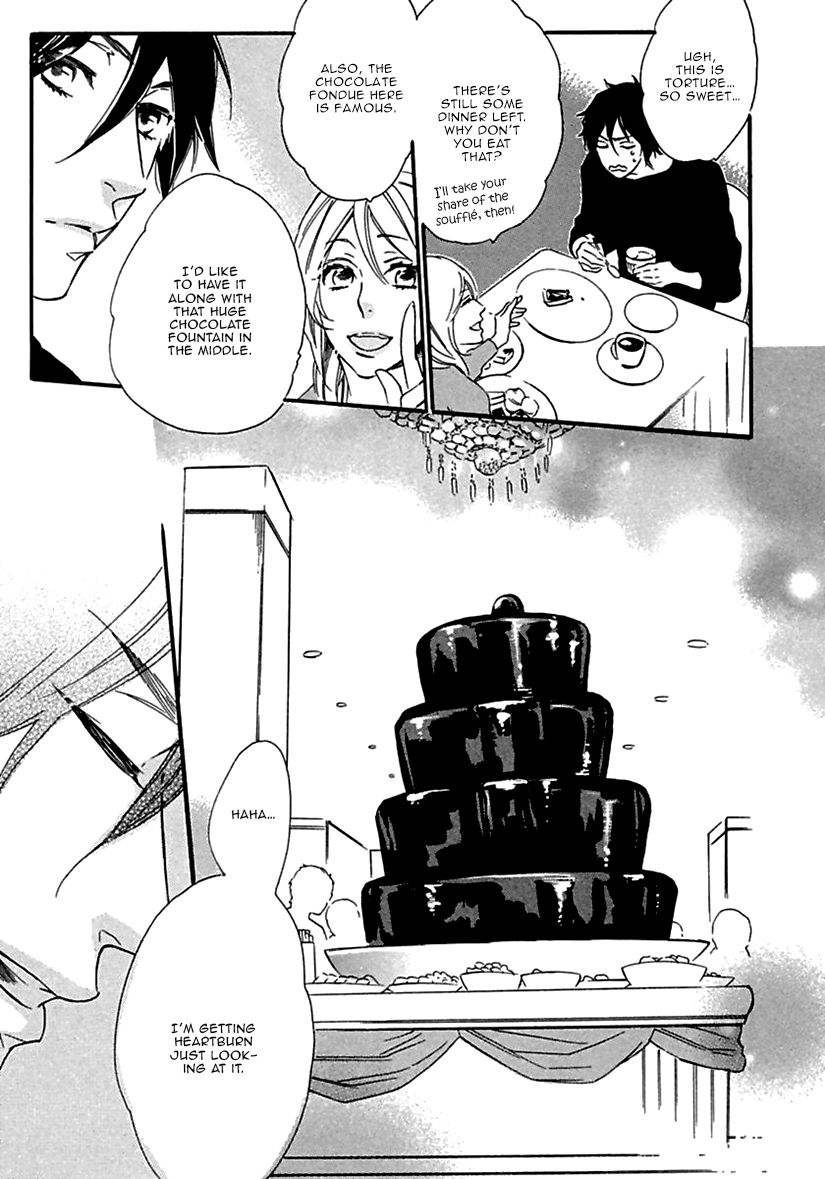 UGH,
THIS IS
TORTURE...
SO SWEET...
THERE'S
STILL SOME
DINNER LEFT.
WHY DON'T
YOU EAT
THAT?
I'll take your
share of the
soufflé, then!
ALSO, THE
CHOCOLATE
FONDUE HERE
IS FAMOUS.
I'D LIKE
TO HAVE IT
ALONG WITH
THAT HUGE
CHOCOLATE
FOUNTAIN IN
THE MIDDLE.
HAHA...
I'M GETTING
HEARTBURN
JUST LOOK-
ING AT IT.